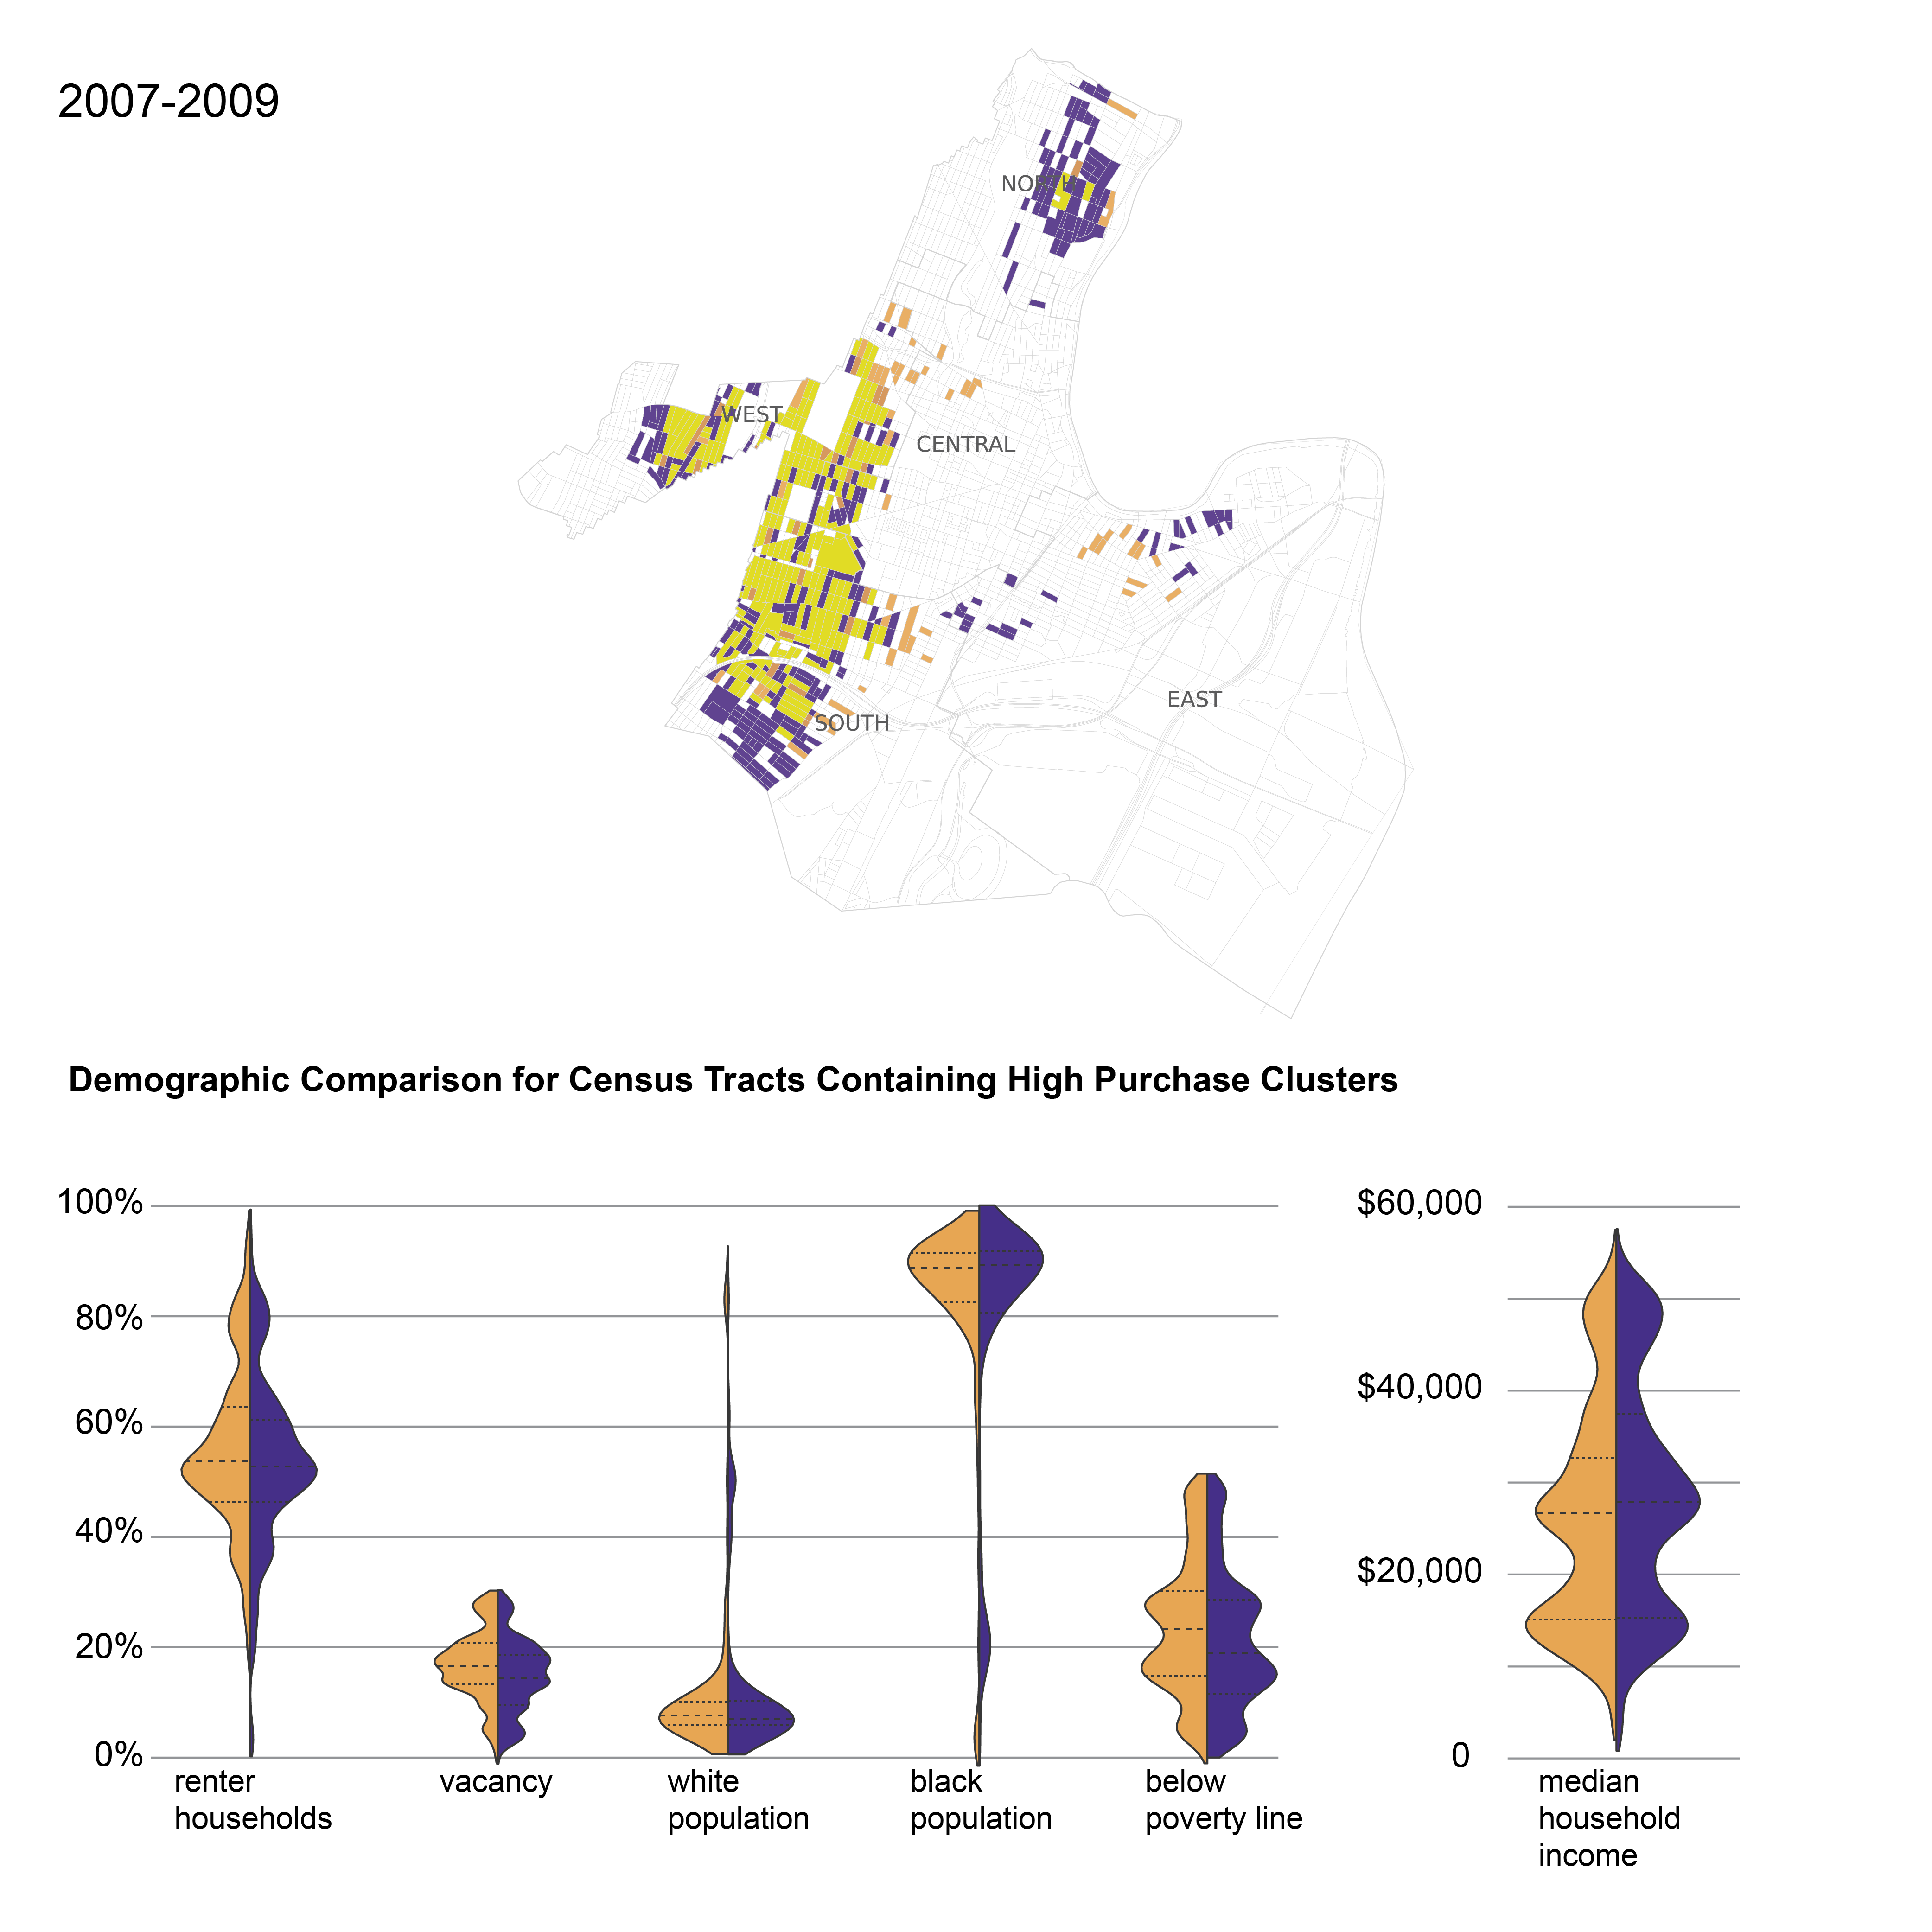 2007-2009
NORTH
WEST
CENTRAL
EAST
SOUTH
Demographic Comparison for Census Tracts Containing High Purchase Clusters
100%
80%
60%
40%
20%
0%
$60,000
$40,000
$20,000
0
renter
households
vacancy
white
population
black
population
below
poverty line
median
household
income